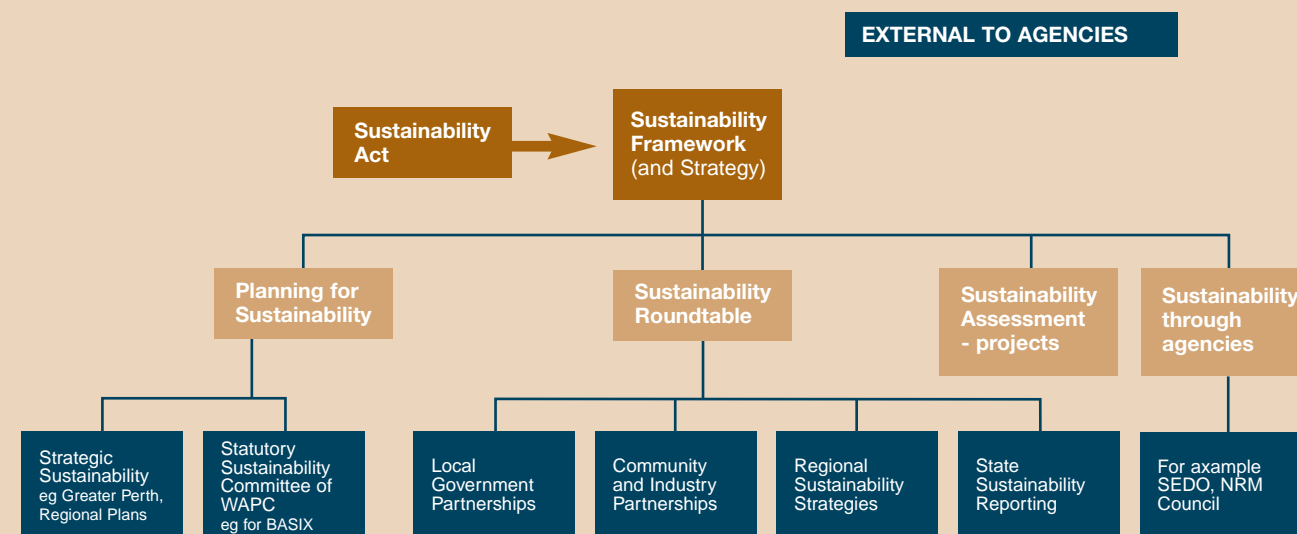 EXTERNAL TO AGENCIES
Sustainability
Act
Sustainability
Framework
(and Strategy)
Planning for
Sustainability
Sustainability
Roundtable
Sustainability
Assessment
- projects
Sustainability
through
agencies
Strategic
Sustainability
eg Greater Perth,
Regional Plans
Statutory
Sustainability
Committee of
WAPC
eg for BASIX
Local
Government
Partnerships
Community
and Industry
Partnerships
Regional
Sustainability
Strategies
State
Sustainability
Reporting
For axample
SEDO, NRM
Council